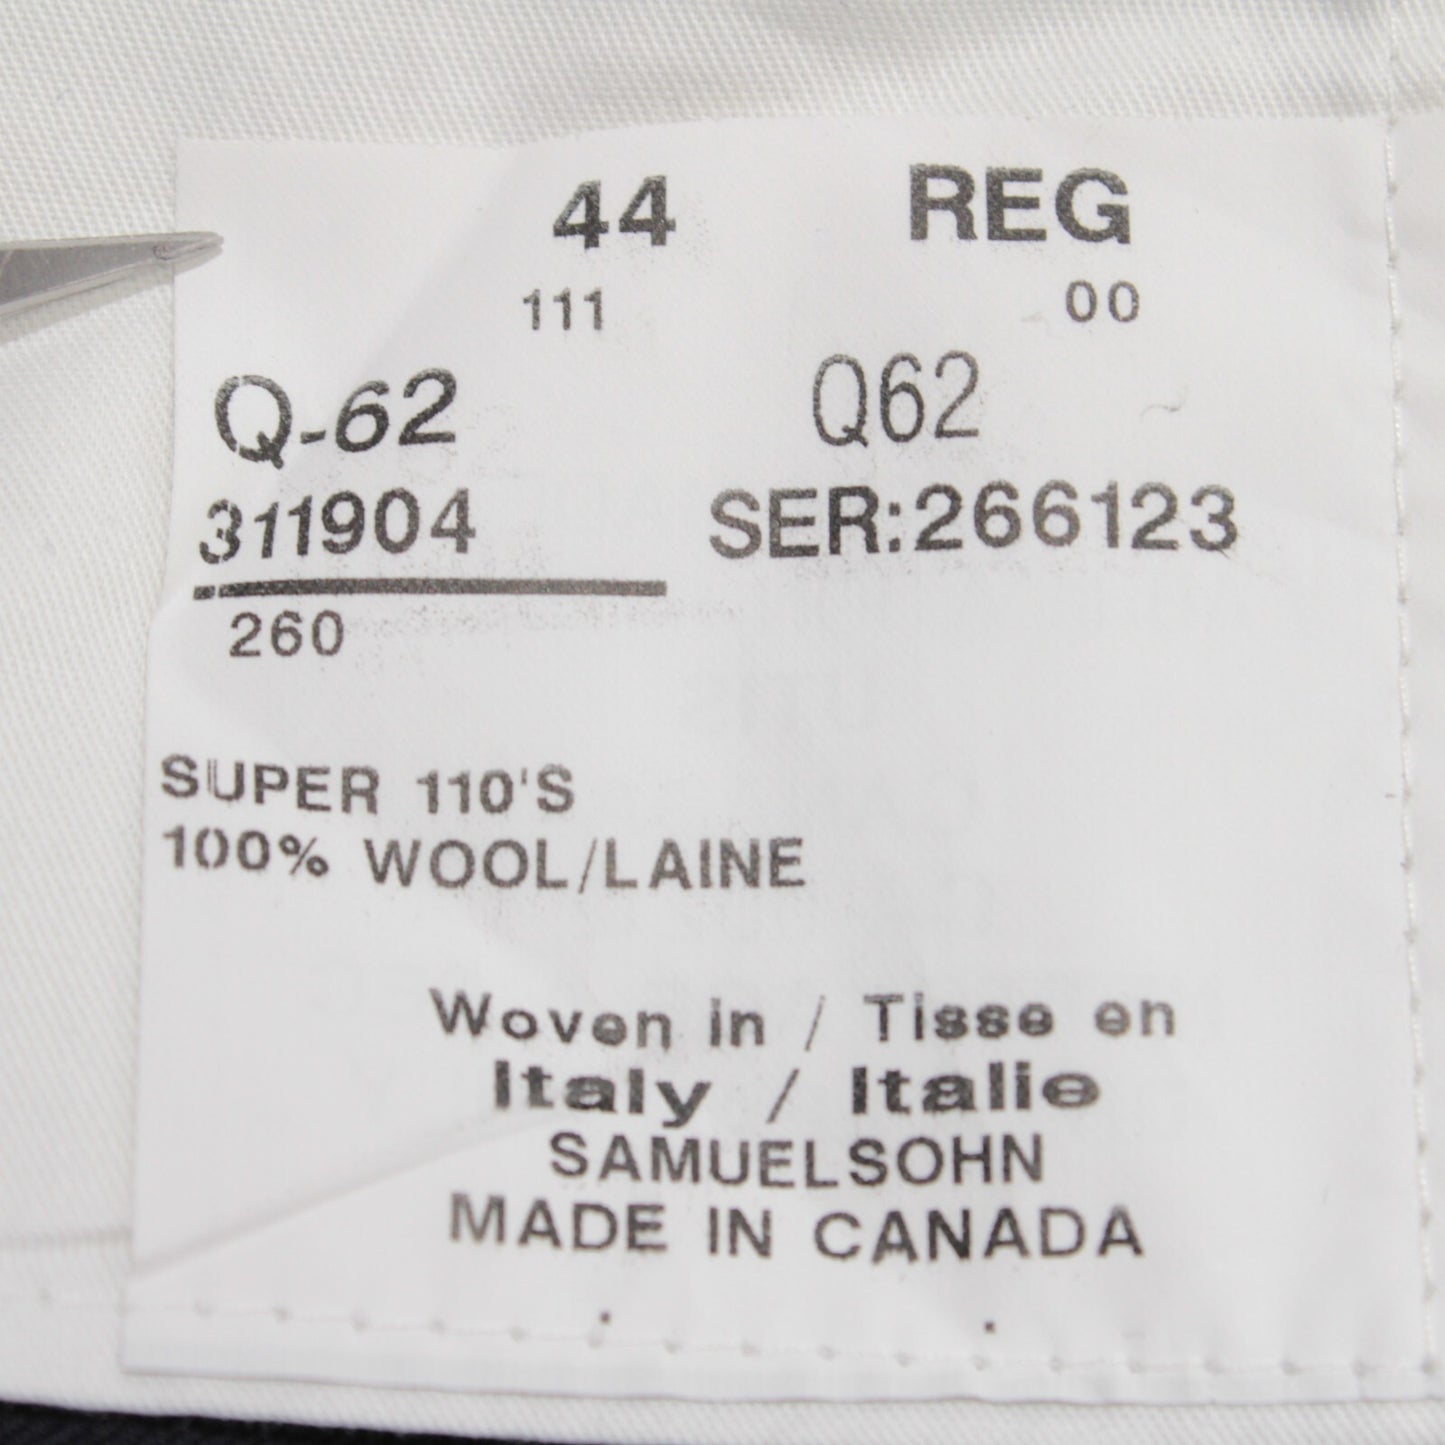 44 REG
111 00
Q-62 Q62
311904 SER:266123
260
SUPER 110'S
100% WOOL/LAINE
Woven in / Tisse en
Italy / Italie
SAMUELSOHN
MADE IN CANADA